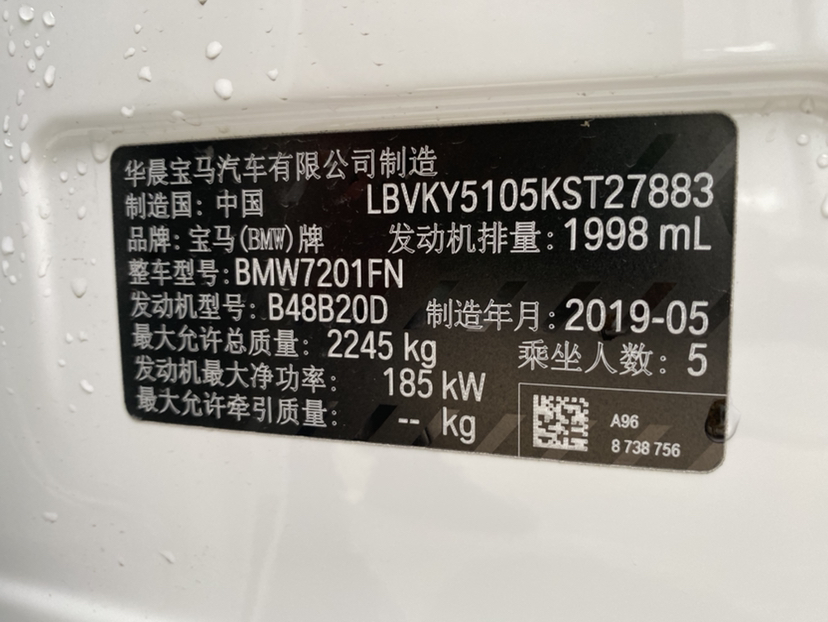 华晨宝马汽车有限公司制造
制造国: 中国 LBVKY5105KST27883
品牌: 宝马(BMW)牌 发动机排量: 1998 mL
整车型号: BMW7201FN
发动机型号: B48B20D 制造年月: 2019-05
最大允许总质量: 2245 kg 乘坐人数: 5
发动机最大净功率: 185 kW
最大允许牵引质量: -- kg
A96
8 738 756